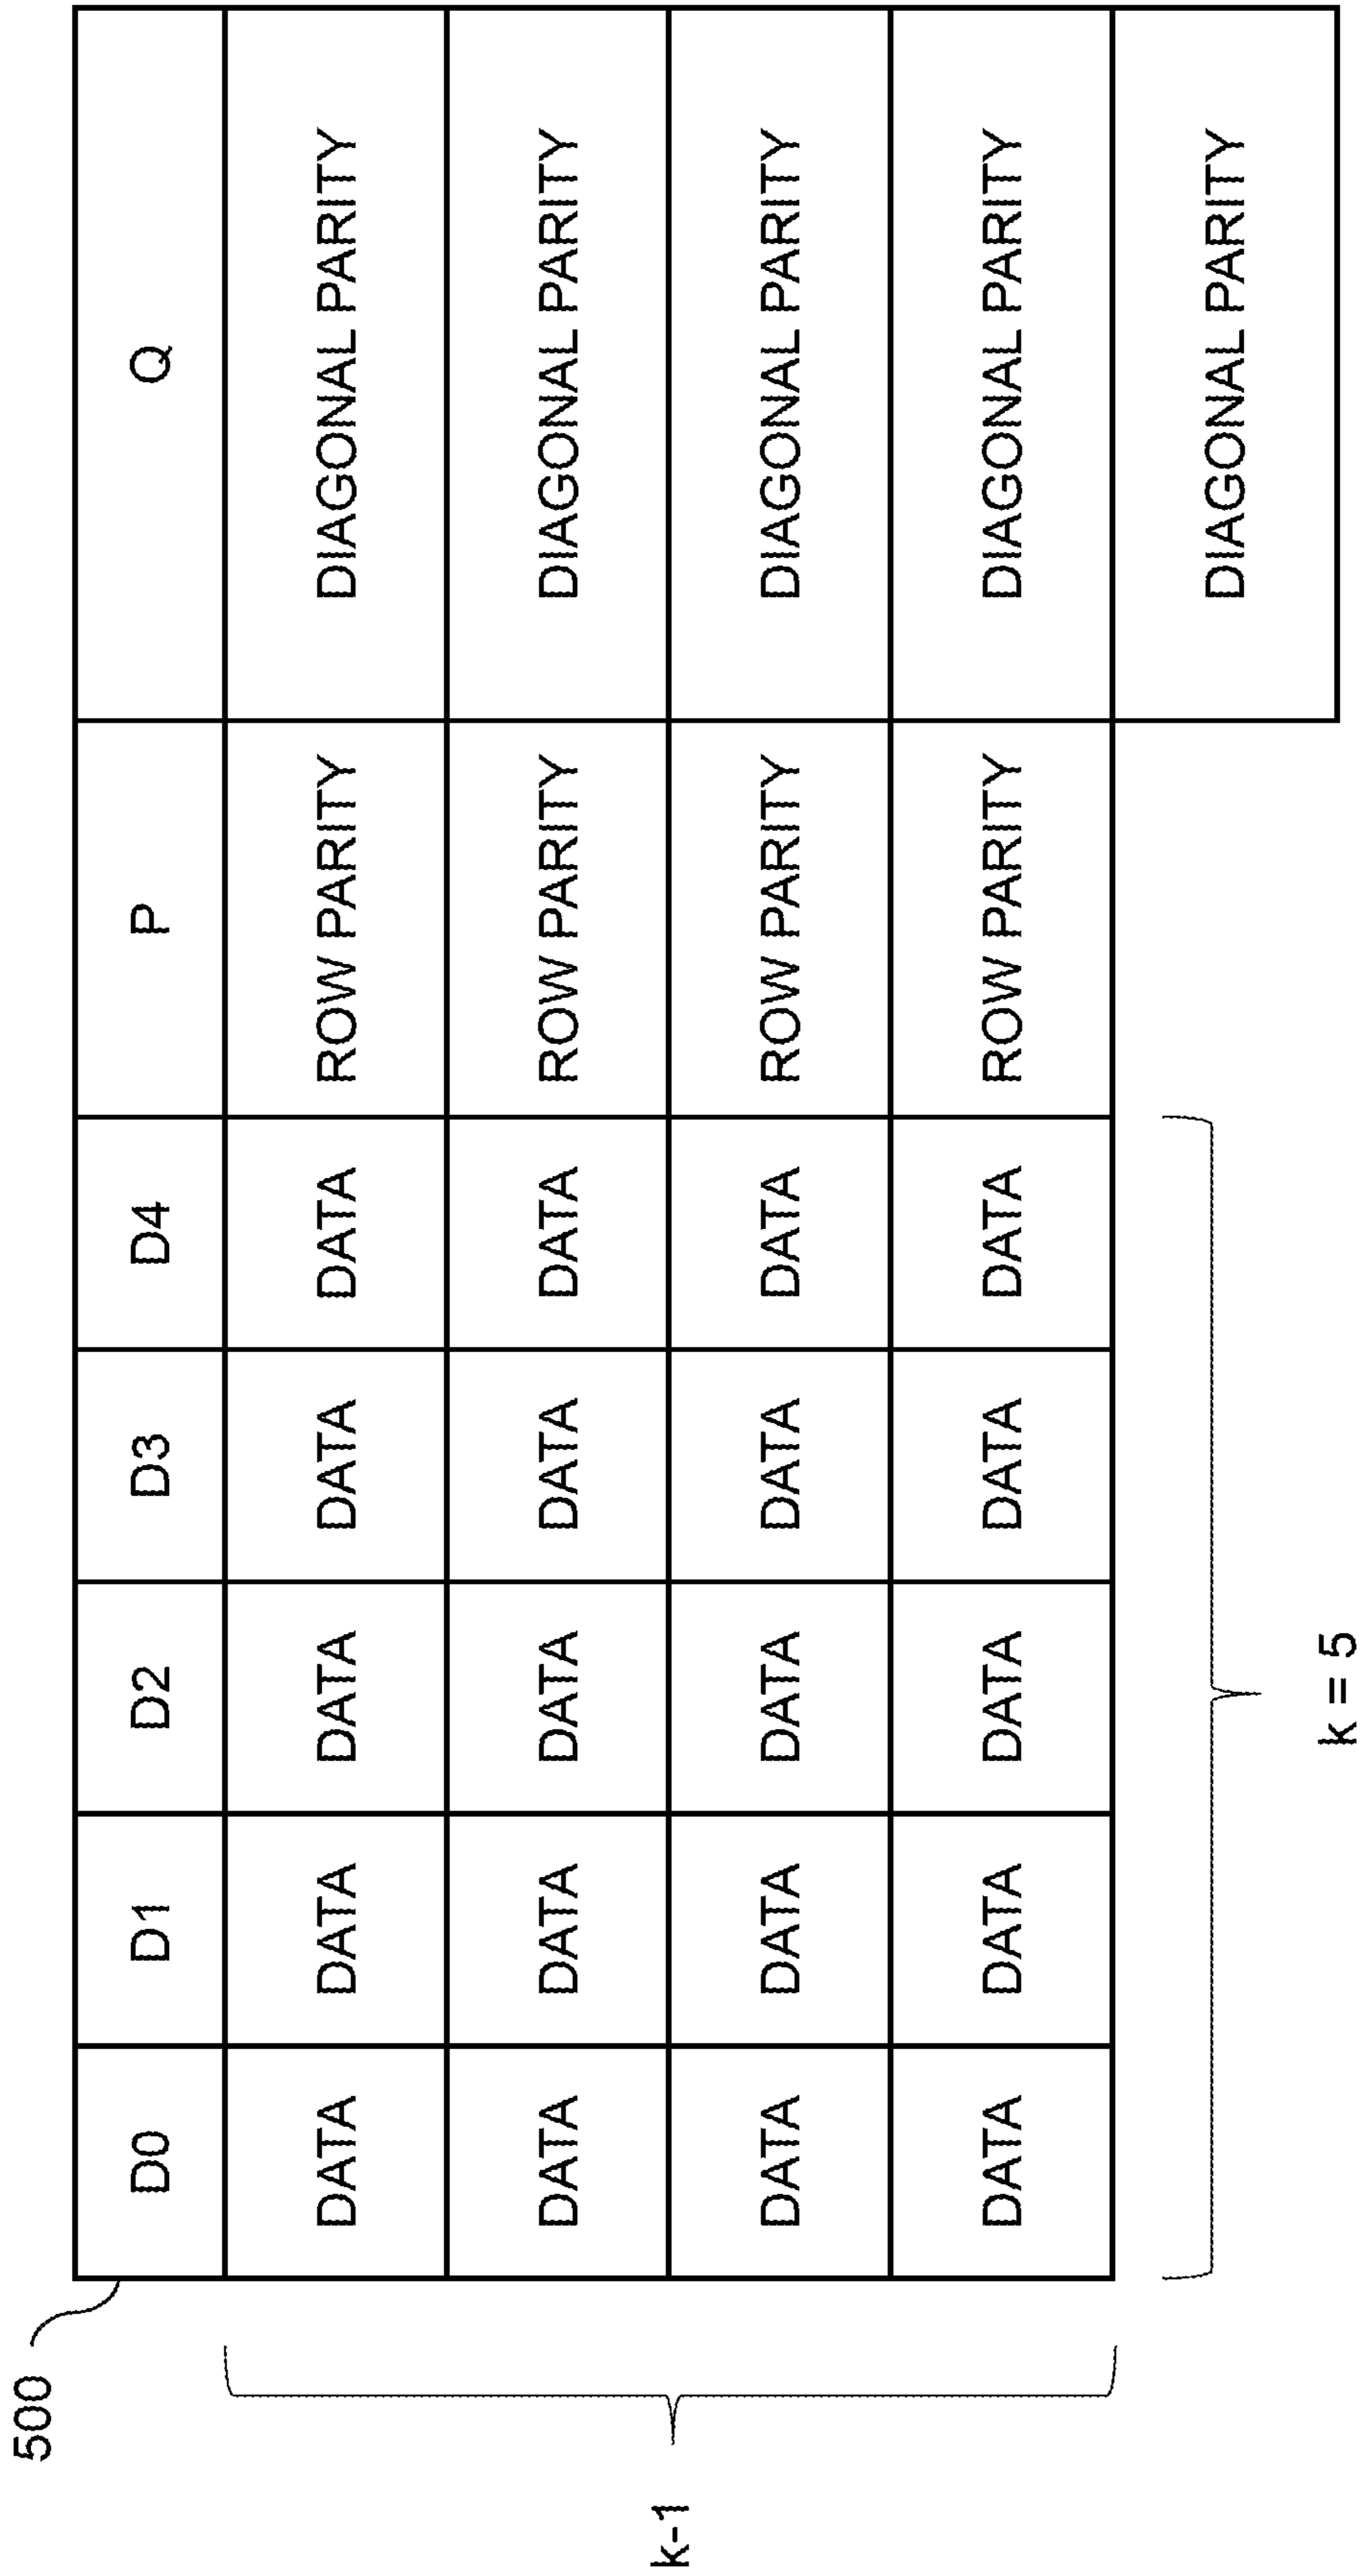 500
D0 D1 D2 D3 D4 P Q
DATA DATA DATA DATA DATA ROW PARITY DIAGONAL PARITY
DATA DATA DATA DATA DATA ROW PARITY DIAGONAL PARITY
k-1
DATA DATA DATA DATA DATA ROW PARITY DIAGONAL PARITY
DATA DATA DATA DATA DATA ROW PARITY DIAGONAL PARITY
DIAGONAL PARITY
k = 5